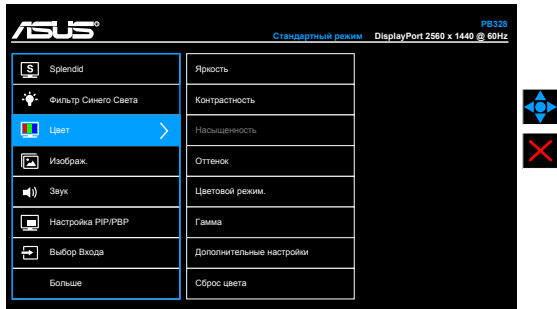 ASUS
PB328
Стандартный режим DisplayPort 2560 x 1440 @ 60Hz
S Splendid
Фильтр Синего Света
Цвет
Изображ.
Звук
Настройка PIP/PBP
Выбор Входа
Больше
Яркость
Контрастность
Насыщенность
Оттенок
Цветовой режим.
Гамма
Дополнительные настройки
Сброс цвета